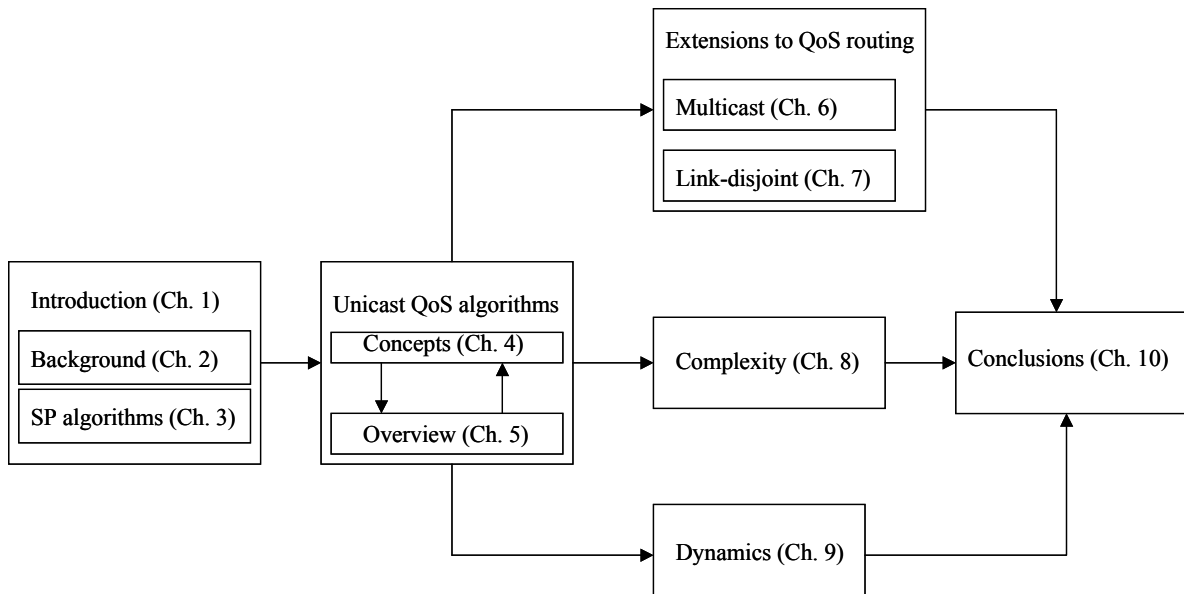 Introduction (Ch. 1)
Background (Ch. 2)
SP algorithms (Ch. 3)
Unicast QoS algorithms
Concepts (Ch. 4)
Overview (Ch. 5)
Extensions to QoS routing
Multicast (Ch. 6)
Link-disjoint (Ch. 7)
Complexity (Ch. 8)
Dynamics (Ch. 9)
Conclusions (Ch. 10)